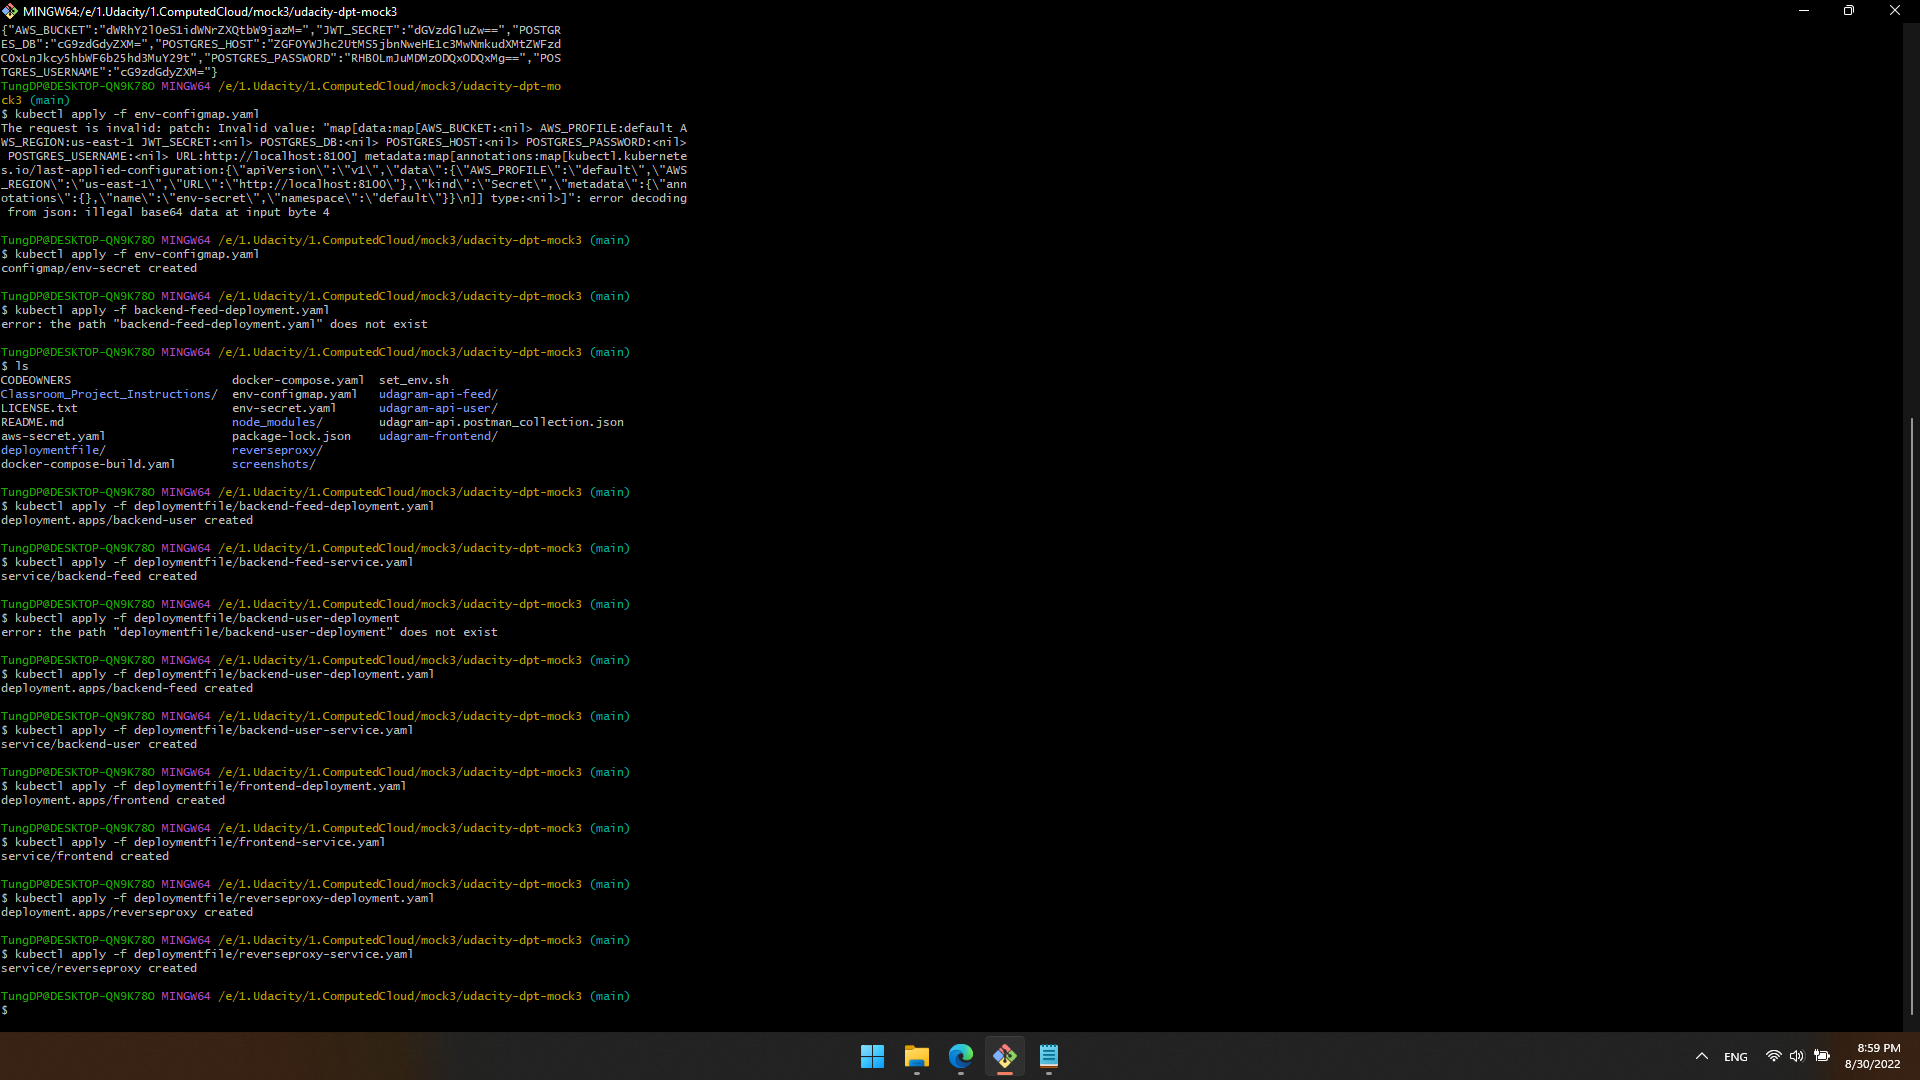 MINGW64:/e/1.Udacity/1.ComputedCloud/mock3/udacity-dpt-mock3
{"AWS_BUCKET":"dWRhY2l0eS1idWNrZXQtbW9jazM=","JWT_SECRET":"dGVzdGluZw==","POSTGR
ES_DB":"cG9zdGdyZXM=","POSTGRES_HOST":"ZGF0YWJhc2UtMS5jbnNweHE1c3MwNmkudXMtZWFzd
C0xLnJkcy5hbWF6b25hd3MuY29t","POSTGRES_PASSWORD":"RHB0LmJuMDMzODQxODQxMg==","POS
TGRES_USERNAME":"cG9zdGdyZXM="}
TungDP@DESKTOP-QN9K780 MINGW64 /e/1.Udacity/1.ComputedCloud/mock3/udacity-dpt-mo
ck3 (main)
$ kubectl apply -f env-configmap.yaml
The request is invalid: patch: Invalid value: "map[data:map[AWS_BUCKET:<nil> AWS_PROFILE:default A
WS_REGION:us-east-1 JWT_SECRET:<nil> POSTGRES_DB:<nil> POSTGRES_HOST:<nil> POSTGRES_PASSWORD:<nil>
 POSTGRES_USERNAME:<nil> URL:http://localhost:8100] metadata:map[annotations:map[kubectl.kubernete
s.io/last-applied-configuration:{\"apiVersion\":\"v1\",\"data\":{\"AWS_PROFILE\":\"default\",\"AWS
_REGION\":\"us-east-1\",\"URL\":\"http://localhost:8100\"},\"kind\":\"Secret\",\"metadata\":{\"ann
otations\":{},\"name\":\"env-secret\",\"namespace\":\"default\"}}\n]] type:<nil>]": error decoding
 from json: illegal base64 data at input byte 4
TungDP@DESKTOP-QN9K780 MINGW64 /e/1.Udacity/1.ComputedCloud/mock3/udacity-dpt-mock3 (main)
$ kubectl apply -f env-configmap.yaml
configmap/env-secret created
TungDP@DESKTOP-QN9K780 MINGW64 /e/1.Udacity/1.ComputedCloud/mock3/udacity-dpt-mock3 (main)
$ kubectl apply -f backend-feed-deployment.yaml
error: the path "backend-feed-deployment.yaml" does not exist
TungDP@DESKTOP-QN9K780 MINGW64 /e/1.Udacity/1.ComputedCloud/mock3/udacity-dpt-mock3 (main)
$ ls
CODEOWNERS docker-compose.yaml set_env.sh
Classroom_Project_Instructions/ env-configmap.yaml udagram-api-feed/
LICENSE.txt env-secret.yaml udagram-api-user/
README.md node_modules/ udagram-api.postman_collection.json
aws-secret.yaml package-lock.json udagram-frontend/
deploymentfile/ reverseproxy/
docker-compose-build.yaml screenshots/
TungDP@DESKTOP-QN9K780 MINGW64 /e/1.Udacity/1.ComputedCloud/mock3/udacity-dpt-mock3 (main)
$ kubectl apply -f deploymentfile/backend-feed-deployment.yaml
deployment.apps/backend-user created
TungDP@DESKTOP-QN9K780 MINGW64 /e/1.Udacity/1.ComputedCloud/mock3/udacity-dpt-mock3 (main)
$ kubectl apply -f deploymentfile/backend-feed-service.yaml
service/backend-feed created
TungDP@DESKTOP-QN9K780 MINGW64 /e/1.Udacity/1.ComputedCloud/mock3/udacity-dpt-mock3 (main)
$ kubectl apply -f deploymentfile/backend-user-deployment
error: the path "deploymentfile/backend-user-deployment" does not exist
TungDP@DESKTOP-QN9K780 MINGW64 /e/1.Udacity/1.ComputedCloud/mock3/udacity-dpt-mock3 (main)
$ kubectl apply -f deploymentfile/backend-user-deployment.yaml
deployment.apps/backend-feed created
TungDP@DESKTOP-QN9K780 MINGW64 /e/1.Udacity/1.ComputedCloud/mock3/udacity-dpt-mock3 (main)
$ kubectl apply -f deploymentfile/backend-user-service.yaml
service/backend-user created
TungDP@DESKTOP-QN9K780 MINGW64 /e/1.Udacity/1.ComputedCloud/mock3/udacity-dpt-mock3 (main)
$ kubectl apply -f deploymentfile/frontend-deployment.yaml
deployment.apps/frontend created
TungDP@DESKTOP-QN9K780 MINGW64 /e/1.Udacity/1.ComputedCloud/mock3/udacity-dpt-mock3 (main)
$ kubectl apply -f deploymentfile/frontend-service.yaml
service/frontend created
TungDP@DESKTOP-QN9K780 MINGW64 /e/1.Udacity/1.ComputedCloud/mock3/udacity-dpt-mock3 (main)
$ kubectl apply -f deploymentfile/reverseproxy-deployment.yaml
deployment.apps/reverseproxy created
TungDP@DESKTOP-QN9K780 MINGW64 /e/1.Udacity/1.ComputedCloud/mock3/udacity-dpt-mock3 (main)
$ kubectl apply -f deploymentfile/reverseproxy-service.yaml
service/reverseproxy created
TungDP@DESKTOP-QN9K780 MINGW64 /e/1.Udacity/1.ComputedCloud/mock3/udacity-dpt-mock3 (main)
$
ENG
8:59 PM
8/30/2022